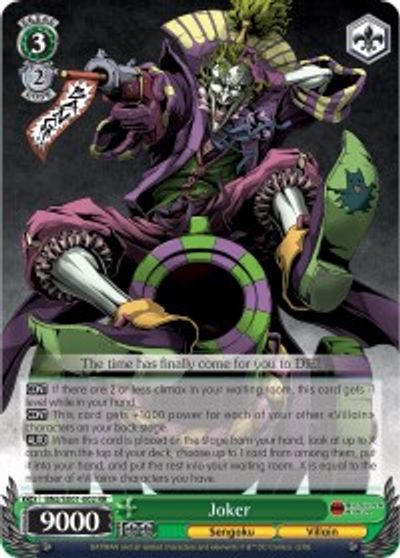 3
2
The time has finally come for you to DIE!
CONT If there are 2 or less climax in your waiting room, this card gets -1
level while in your hand.
CONT This card gets +1000 power for each of your other «Villain»
characters on your back stage.
AUTO When this card is placed on the stage from your hand, look at up to X
cards from the top of your deck, choose up to 1 card from among them, put
it into your hand, and put the rest into your waiting room. X is equal to the
number of «Villain» characters you have.
9000
Joker
Sengoku
Villain